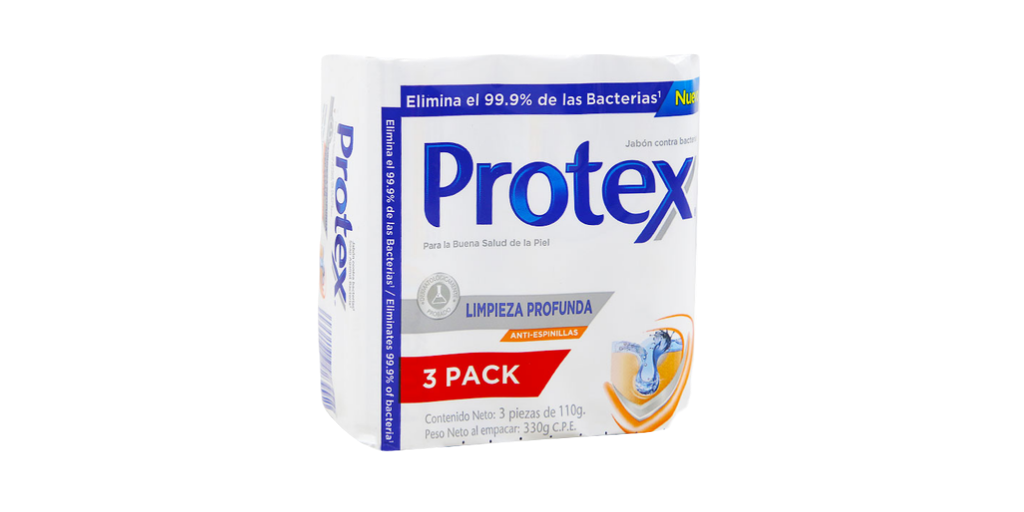 Elimina el 99.9% de las Bacterias¹
Jabón contra
Protex
Para la Buena Salud de la Piel
LIMPIEZA PROFUNDA
ANTI-ESPINILLAS
3 PACK
Contenido Neto: 3 piezas de 110g.
Peso Neto al empacar: 330g C.P.E.
Elimina el 99.9% de las Bacterias¹ / Eliminates 99.9% of bacteria¹
Protex